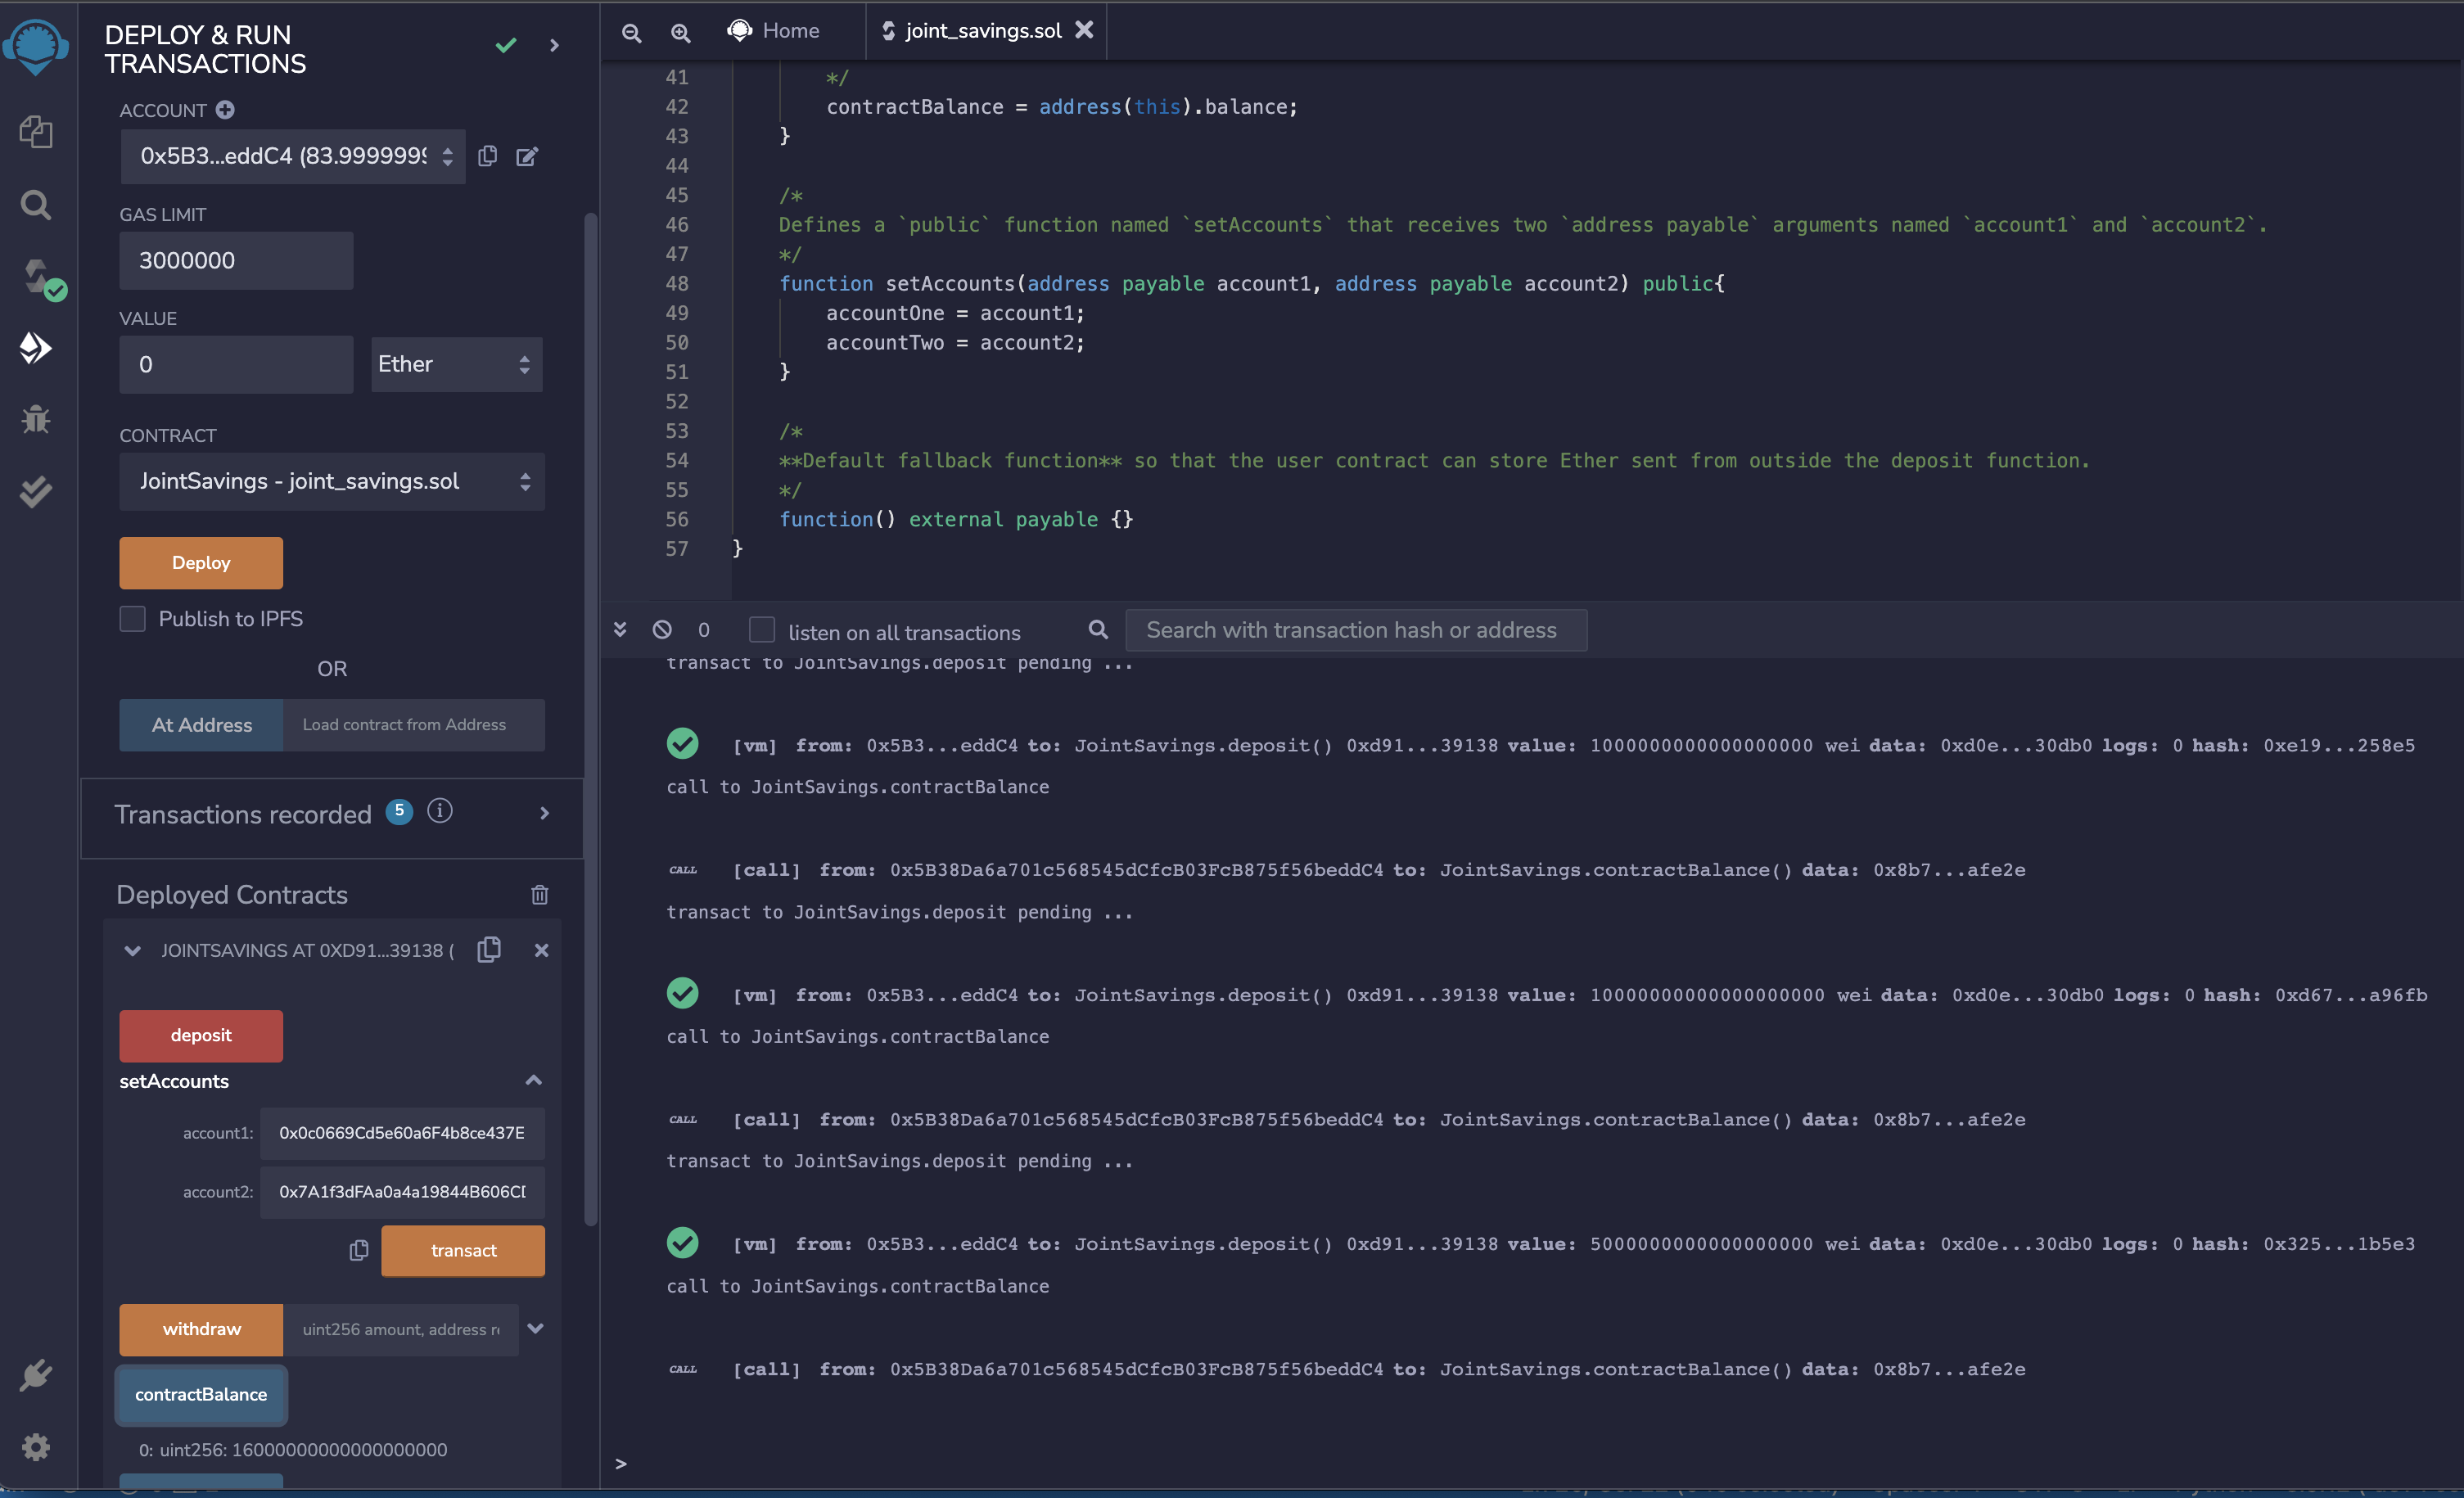 DEPLOY & RUN
TRANSACTIONS
ACCOUNT
0x5B3...eddC4 (83.9999999
GAS LIMIT
3000000
VALUE
0
Ether
CONTRACT
JointSavings - joint_savings.sol
Deploy
Publish to IPFS
OR
At Address
Load contract from Address
Transactions recorded 5 i
Deployed Contracts
JOINTSAVINGS AT 0XD91...39138 (
deposit
setAccounts
account1: 0x0c0669Cd5e60a6F4b8ce437E
account2: 0x7A1f3dFAa0a4a19844B606CD
transact
withdraw
uint256 amount, address re
contractBalance
0: uint256: 16000000000000000000
Home
joint_savings.sol
41 */
42 contractBalance = address(this).balance;
43 }
44
45 /*
46 Defines a `public` function named `setAccounts` that receives two `address payable` arguments named `account1` and `account2`.
47 */
48 function setAccounts(address payable account1, address payable account2) public{
49 accountOne = account1;
50 accountTwo = account2;
51 }
52
53 /*
54 **Default fallback function** so that the user contract can store Ether sent from outside the deposit function.
55 */
56 function() external payable {}
57 }
0
listen on all transactions
Search with transaction hash or address
transact to JointSavings.deposit pending ...
[vm] from: 0x5B3...eddC4 to: JointSavings.deposit() 0xd91...39138 value: 1000000000000000000 wei data: 0xd0e...30db0 logs: 0 hash: 0xe19...258e5
call to JointSavings.contractBalance
CALL [call] from: 0x5B38Da6a701c568545dCfcB03FcB875f56beddC4 to: JointSavings.contractBalance() data: 0x8b7...afe2e
transact to JointSavings.deposit pending ...
[vm] from: 0x5B3...eddC4 to: JointSavings.deposit() 0xd91...39138 value: 10000000000000000000 wei data: 0xd0e...30db0 logs: 0 hash: 0xd67...a96fb
call to JointSavings.contractBalance
CALL [call] from: 0x5B38Da6a701c568545dCfcB03FcB875f56beddC4 to: JointSavings.contractBalance() data: 0x8b7...afe2e
transact to JointSavings.deposit pending ...
[vm] from: 0x5B3...eddC4 to: JointSavings.deposit() 0xd91...39138 value: 5000000000000000000 wei data: 0xd0e...30db0 logs: 0 hash: 0x325...1b5e3
call to JointSavings.contractBalance
CALL [call] from: 0x5B38Da6a701c568545dCfcB03FcB875f56beddC4 to: JointSavings.contractBalance() data: 0x8b7...afe2e
>